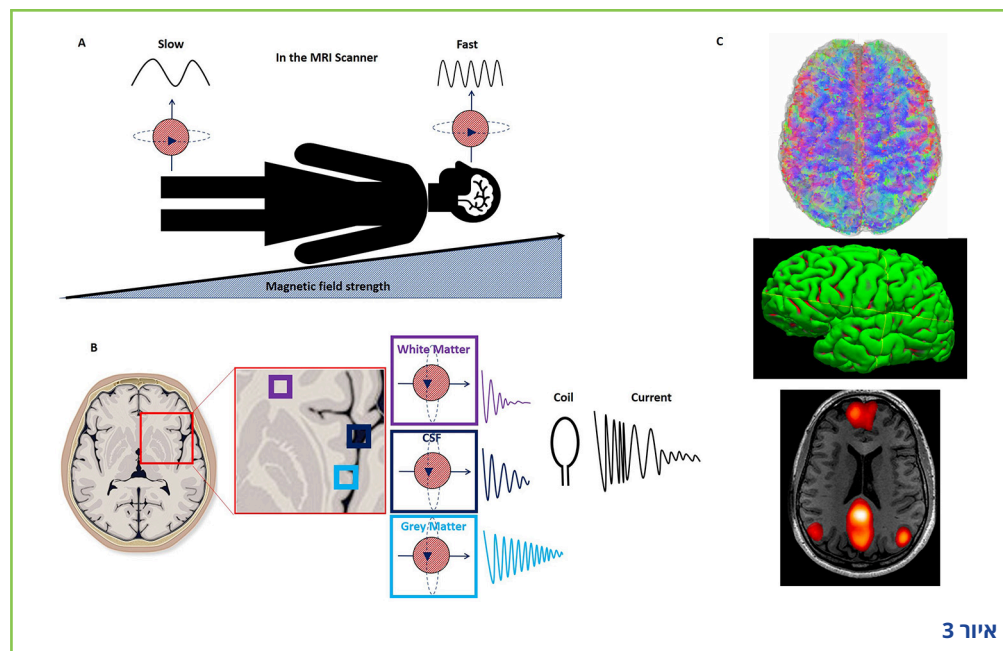 A
Slow
In the MRI Scanner
Fast
Magnetic field strength
B
White Matter
CSF
Grey Matter
Coil
Current
C
איור 3